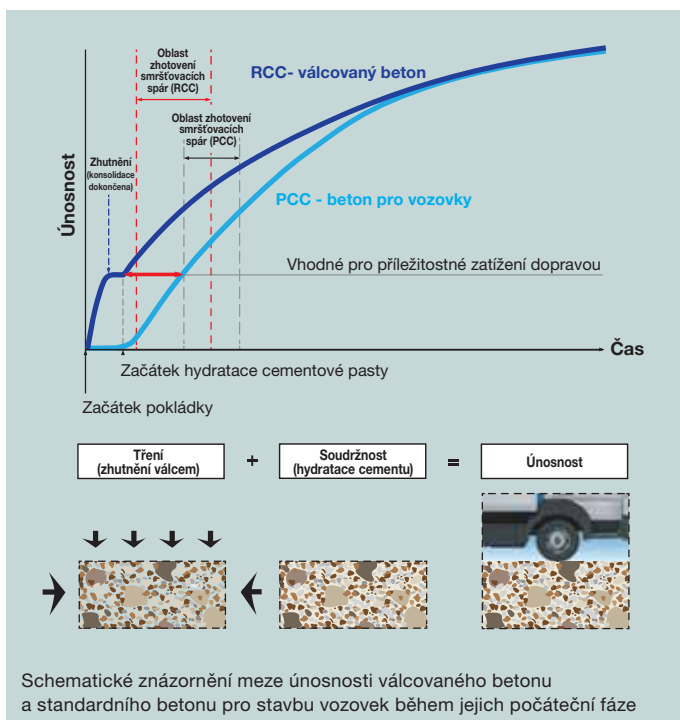 Oblast
zhotovení
smršťovacích
spár (RCC)
RCC- válcovaný beton
Oblast zhotovení
smršťovacích
spár (PCC)
Zhutnění
(konsolidace
dokončena)
Únosnost
PCC - beton pro vozovky
Vhodné pro příležitostné zatížení dopravou
Čas
Začátek hydratace cementové pasty
Začátek pokládky
Tření
(zhutnění válcem)
+
Soudržnost
(hydratace cementu)
=
Únosnost
Schematické znázornění meze únosnosti válcovaného betonu
a standardního betonu pro stavbu vozovek během jejich počáteční fáze